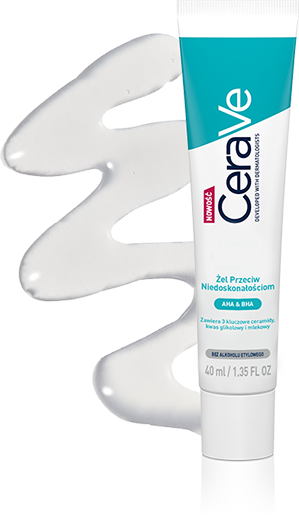 NOWOŚĆ
CeraVe
DEVELOPED WITH DERMATOLOGISTS
Żel Przeciw
Niedoskonałościom
AHA & BHA
Zawiera 3 kluczowe ceramidy,
kwas glikolowy i mlekowy
BEZ ALKOHOLU ETYLOWEGO
40 ml / 1.35 FL OZ